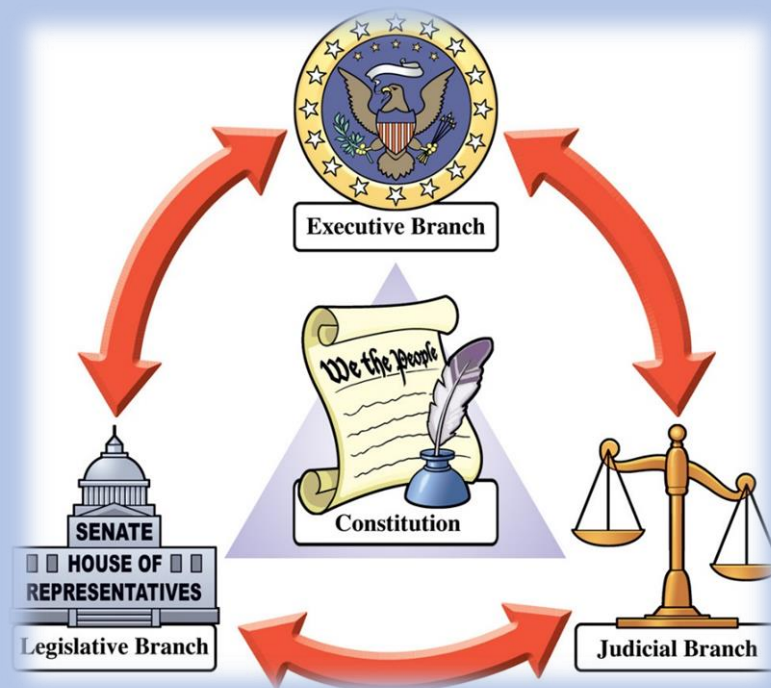 Executive Branch
We the People
Constitution
SENATE
HOUSE OF
REPRESENTATIVES
Legislative Branch
Judicial Branch